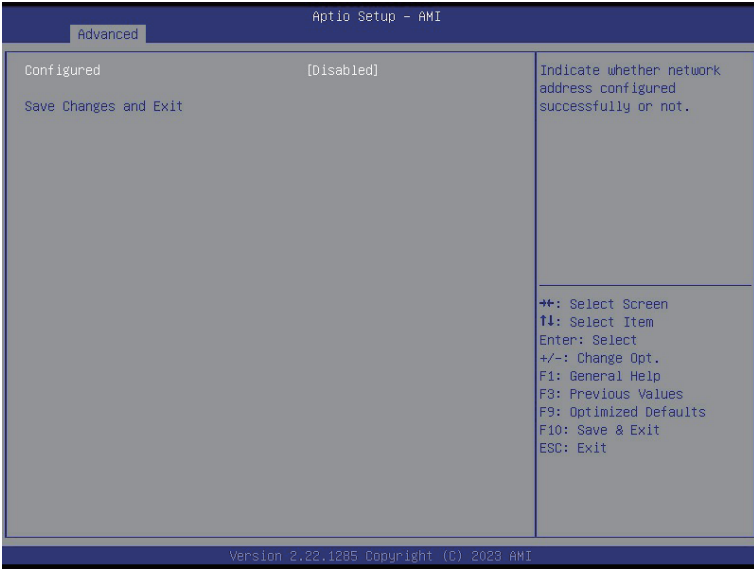 Aptio Setup – AMI
Advanced
Configured [Disabled]
Save Changes and Exit
Indicate whether network
address configured
successfully or not.
→←: Select Screen
↑↓: Select Item
Enter: Select
+/-: Change Opt.
F1: General Help
F3: Previous Values
F9: Optimized Defaults
F10: Save & Exit
ESC: Exit
Version 2.22.1285 Copyright (C) 2023 AMI